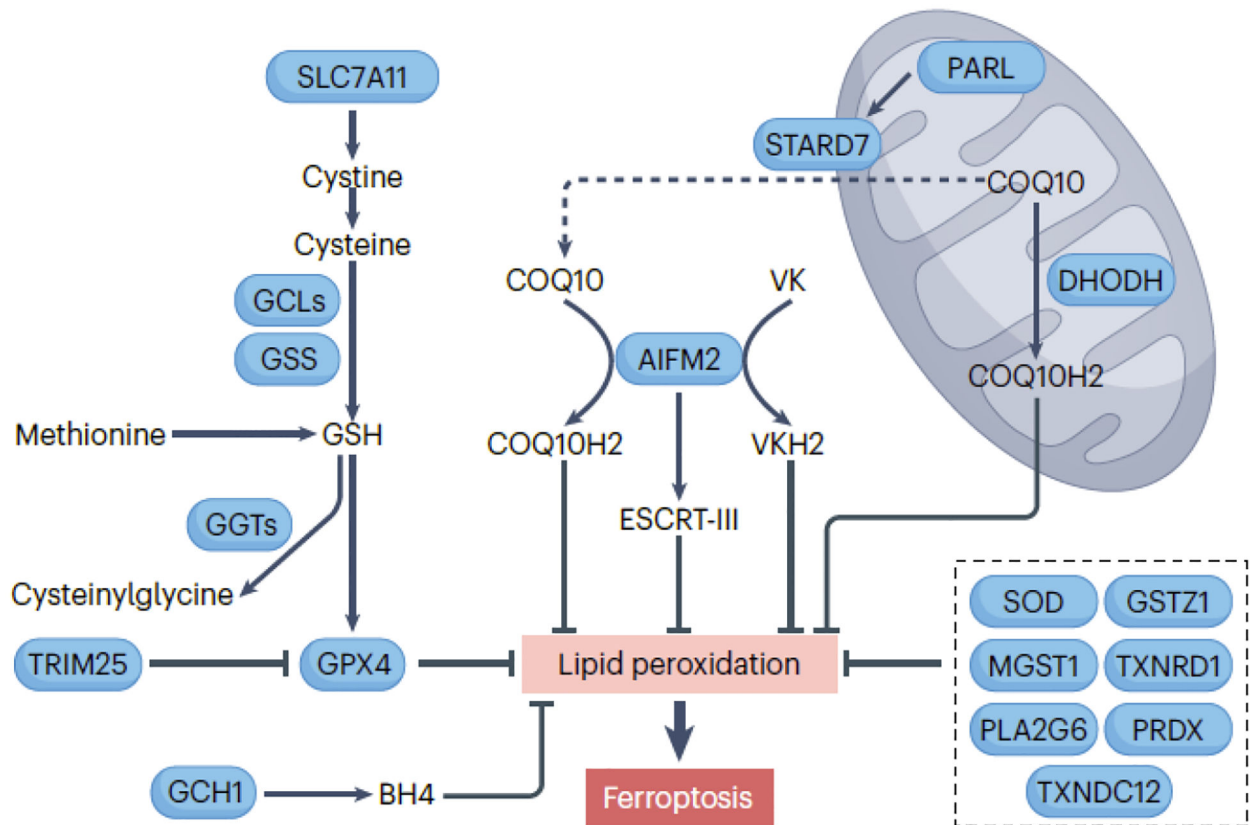 SLC7A11
PARL
STARD7
Cystine
COQ10
Cysteine
COQ10
VK
DHODH
GCLs
GSS
AIFM2
COQ10H2
Methionine
GSH
COQ10H2
VKH2
GGTs
ESCRT-III
Cysteinylglycine
SOD
GSTZ1
TRIM25
GPX4
Lipid peroxidation
MGST1
TXNRD1
PLA2G6
PRDX
GCH1
BH4
Ferroptosis
TXNDC12